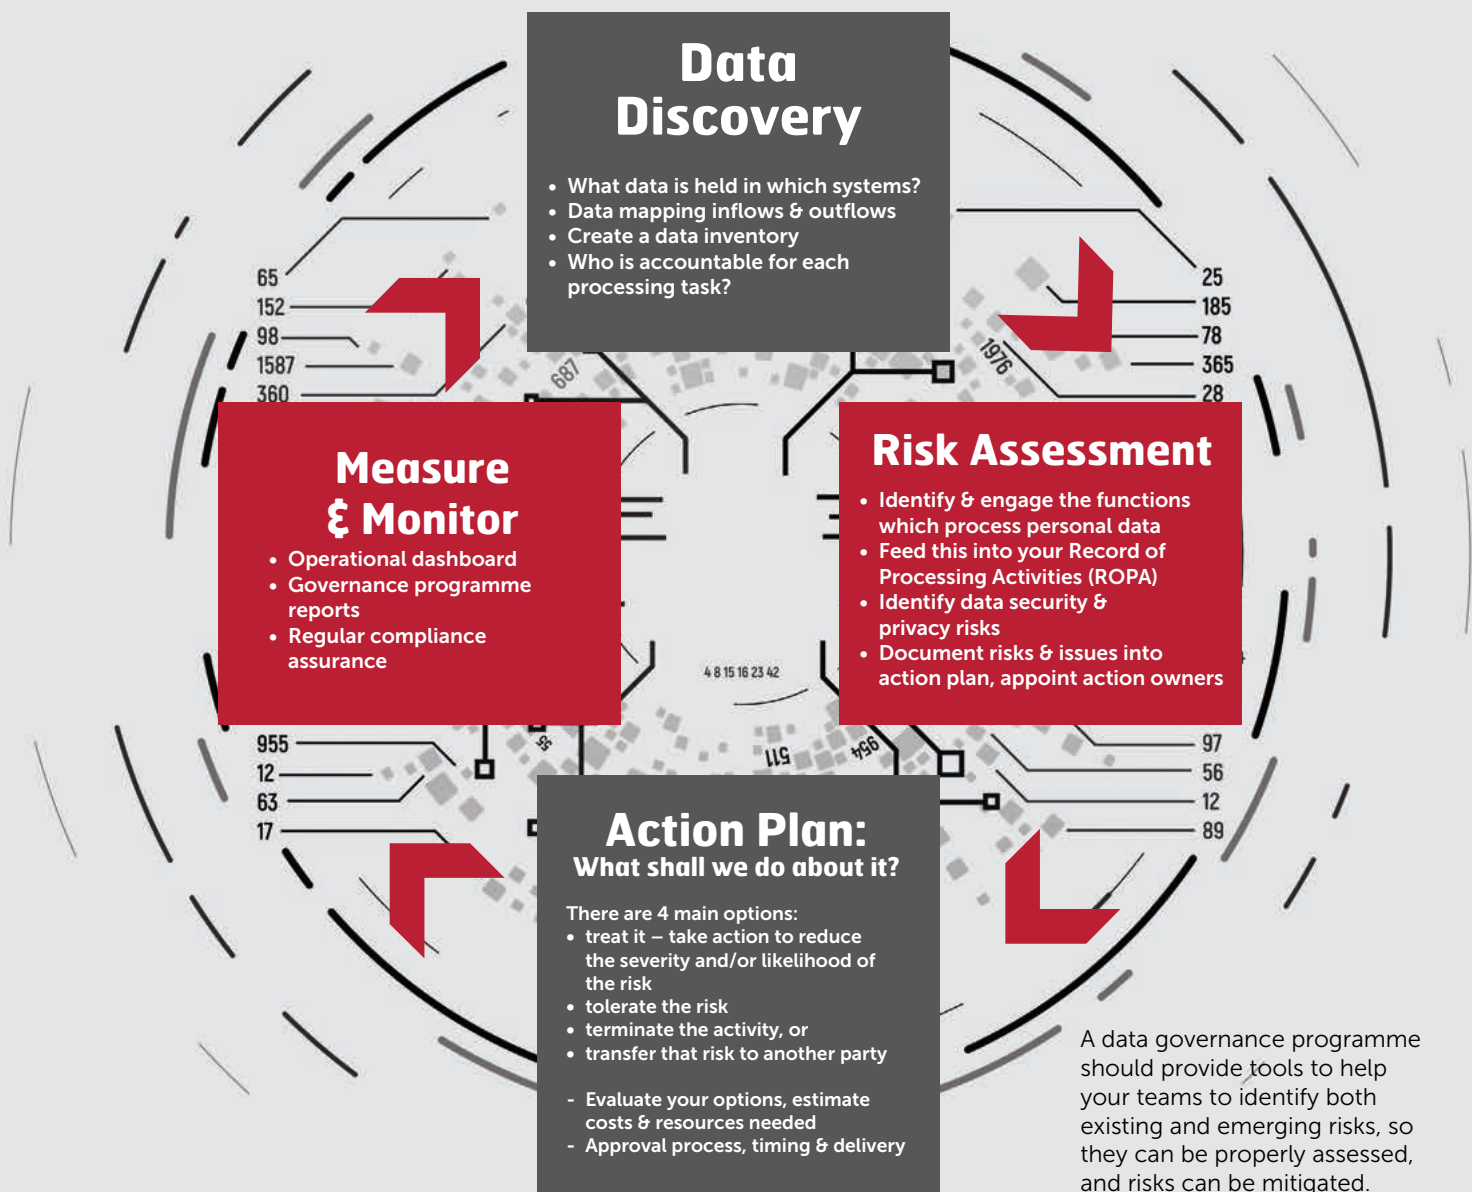 Data
Discovery
• What data is held in which systems?
• Data mapping inflows & outflows
• Create a data inventory
• Who is accountable for each
processing task?
65
152
98
1587
360
687
1976
25
185
78
365
28
Measure
& Monitor
• Operational dashboard
• Governance programme
reports
• Regular compliance
assurance
Risk Assessment
• Identify & engage the functions
which process personal data
• Feed this into your Record of
Processing Activities (ROPA)
• Identify data security &
privacy risks
• Document risks & issues into
action plan, appoint action owners
4 8 15 16 23 42
955
12
63
17
95
511
954
97
56
12
89
Action Plan:
What shall we do about it?
There are 4 main options:
• treat it – take action to reduce
the severity and/or likelihood of
the risk
• tolerate the risk
• terminate the activity, or
• transfer that risk to another party
- Evaluate your options, estimate
costs & resources needed
- Approval process, timing & delivery
A data governance programme
should provide tools to help
your teams to identify both
existing and emerging risks, so
they can be properly assessed,
and risks can be mitigated.